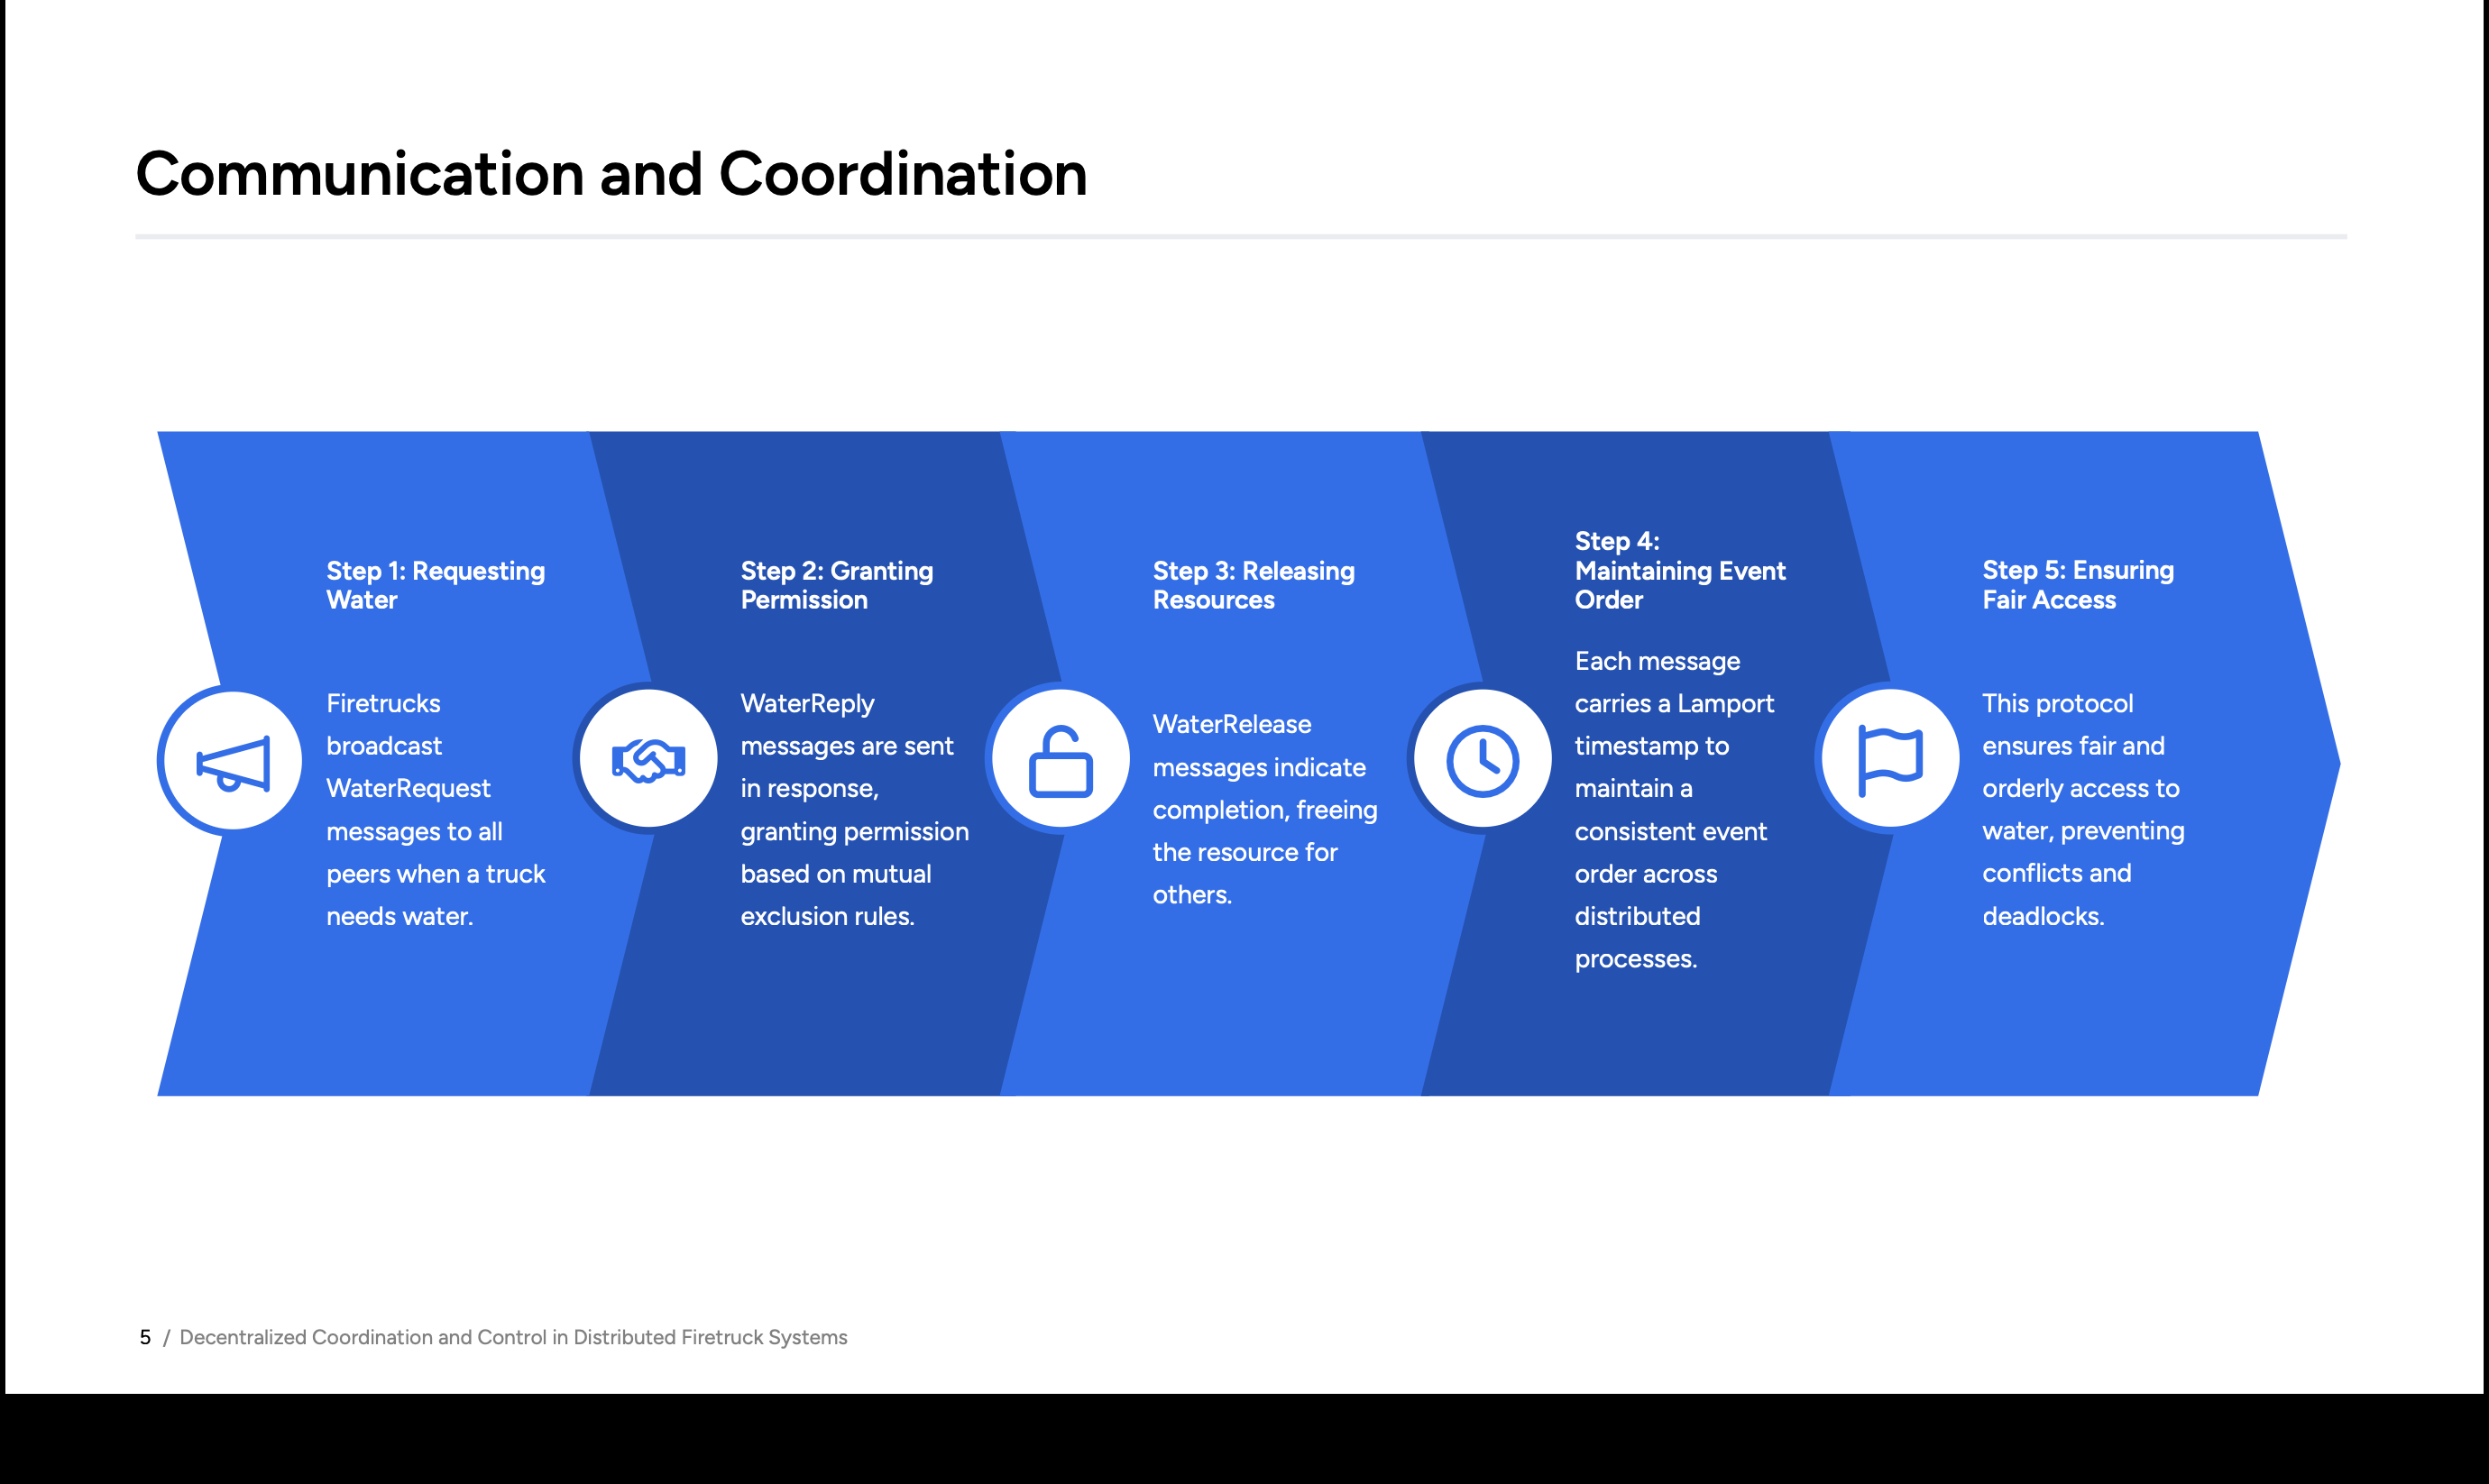 Communication and Coordination
Step 1: Requesting
Water
Firetrucks
broadcast
WaterRequest
messages to all
peers when a truck
needs water.
Step 2: Granting
Permission
WaterReply
messages are sent
in response,
granting permission
based on mutual
exclusion rules.
Step 3: Releasing
Resources
WaterRelease
messages indicate
completion, freeing
the resource for
others.
Step 4:
Maintaining Event
Order
Each message
carries a Lamport
timestamp to
maintain a
consistent event
order across
distributed
processes.
Step 5: Ensuring
Fair Access
This protocol
ensures fair and
orderly access to
water, preventing
conflicts and
deadlocks.
5 / Decentralized Coordination and Control in Distributed Firetruck Systems